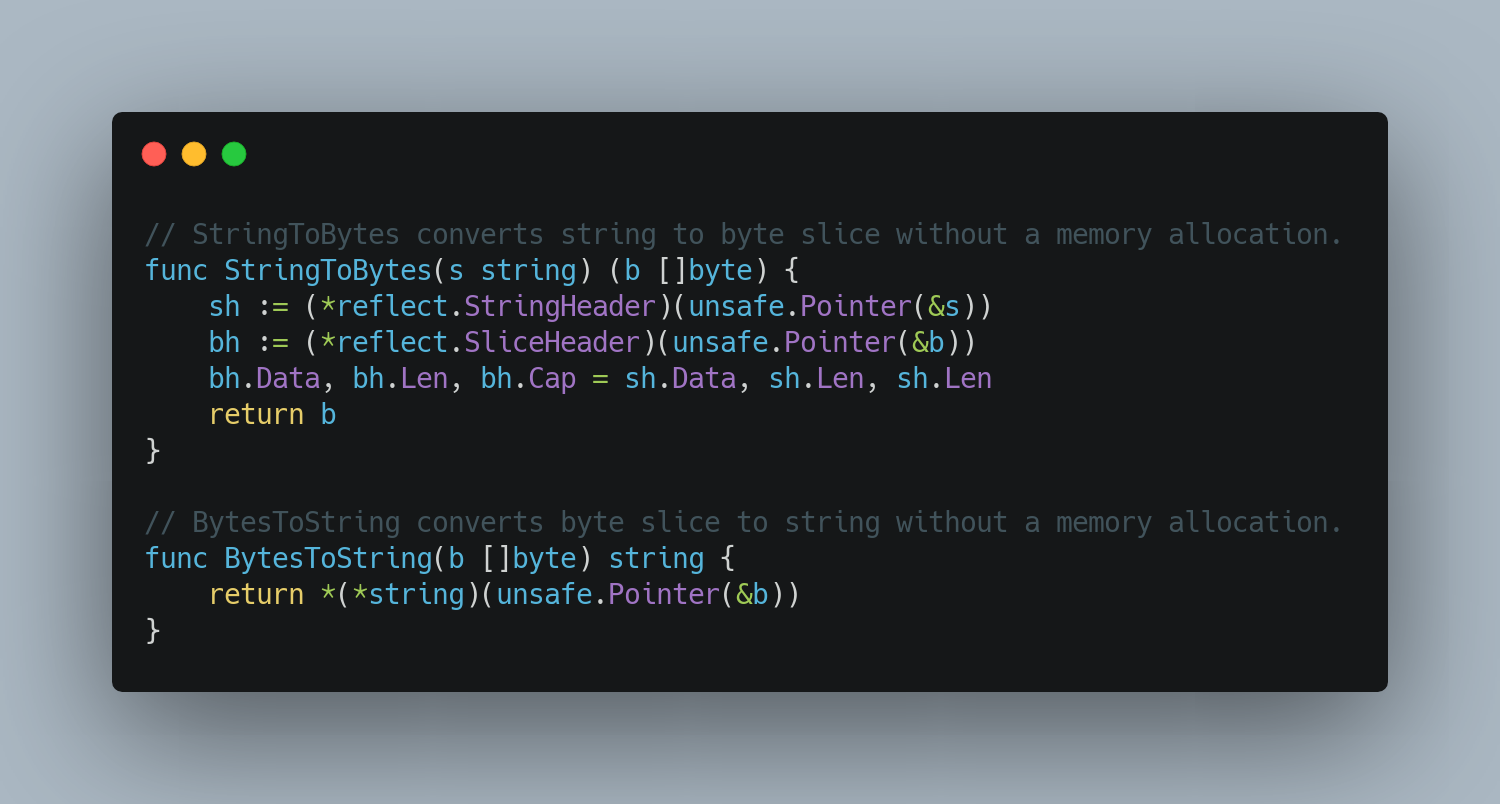 // StringToBytes converts string to byte slice without a memory allocation.
func StringToBytes(s string) (b []byte) {
    sh := (*reflect.StringHeader)(unsafe.Pointer(&s))
    bh := (*reflect.SliceHeader)(unsafe.Pointer(&b))
    bh.Data, bh.Len, bh.Cap = sh.Data, sh.Len, sh.Len
    return b
}

// BytesToString converts byte slice to string without a memory allocation.
func BytesToString(b []byte) string {
    return *(*string)(unsafe.Pointer(&b))
}